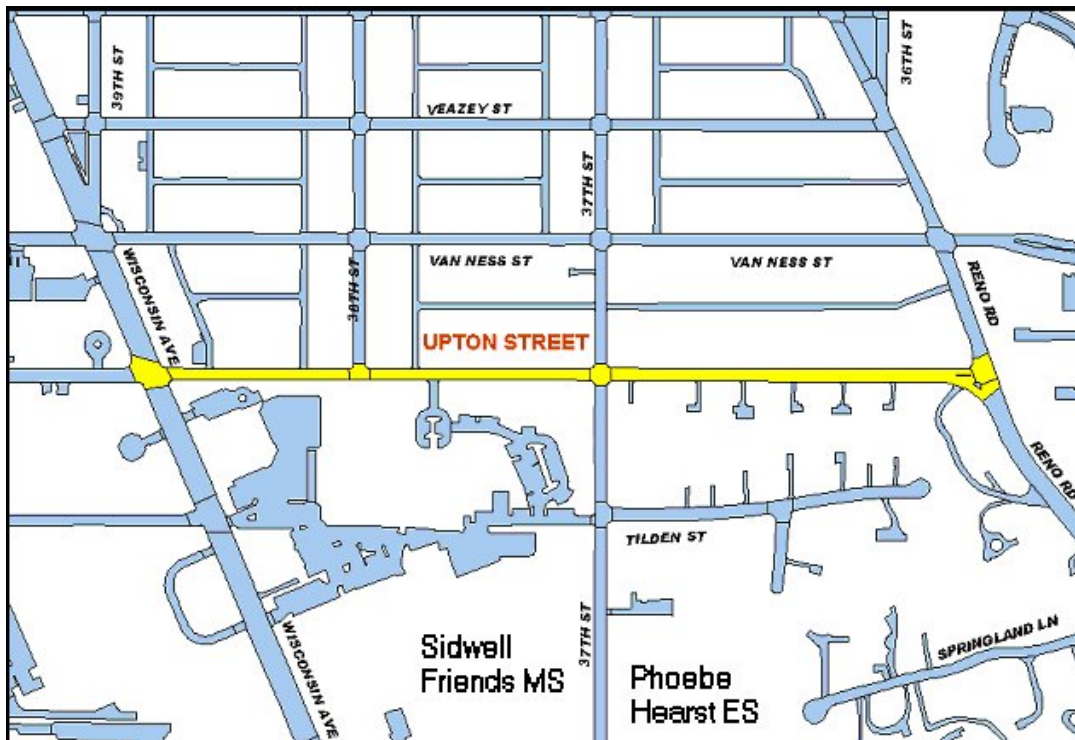 39TH ST
36TH ST
VEAZEY ST
37TH ST
WISCONSIN AVE
38TH ST
VAN NESS ST
VAN NESS ST
RENO RD
UPTON STREET
RENO RD
TILDEN ST
37TH ST
WISCONSIN AVE
Sidwell
Friends MS
SPRINGLAND LN
Phoebe
Hearst ES